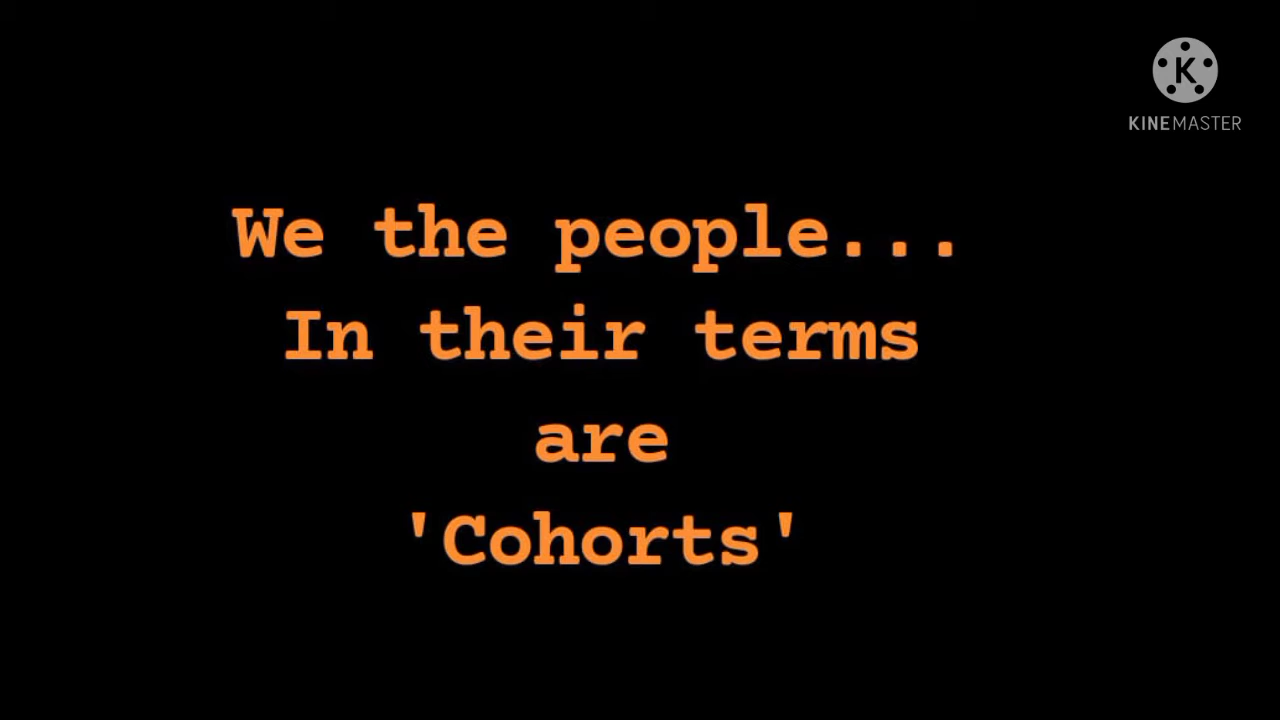 K
KINEMASTER
We the people...
In their terms
are
'Cohorts'